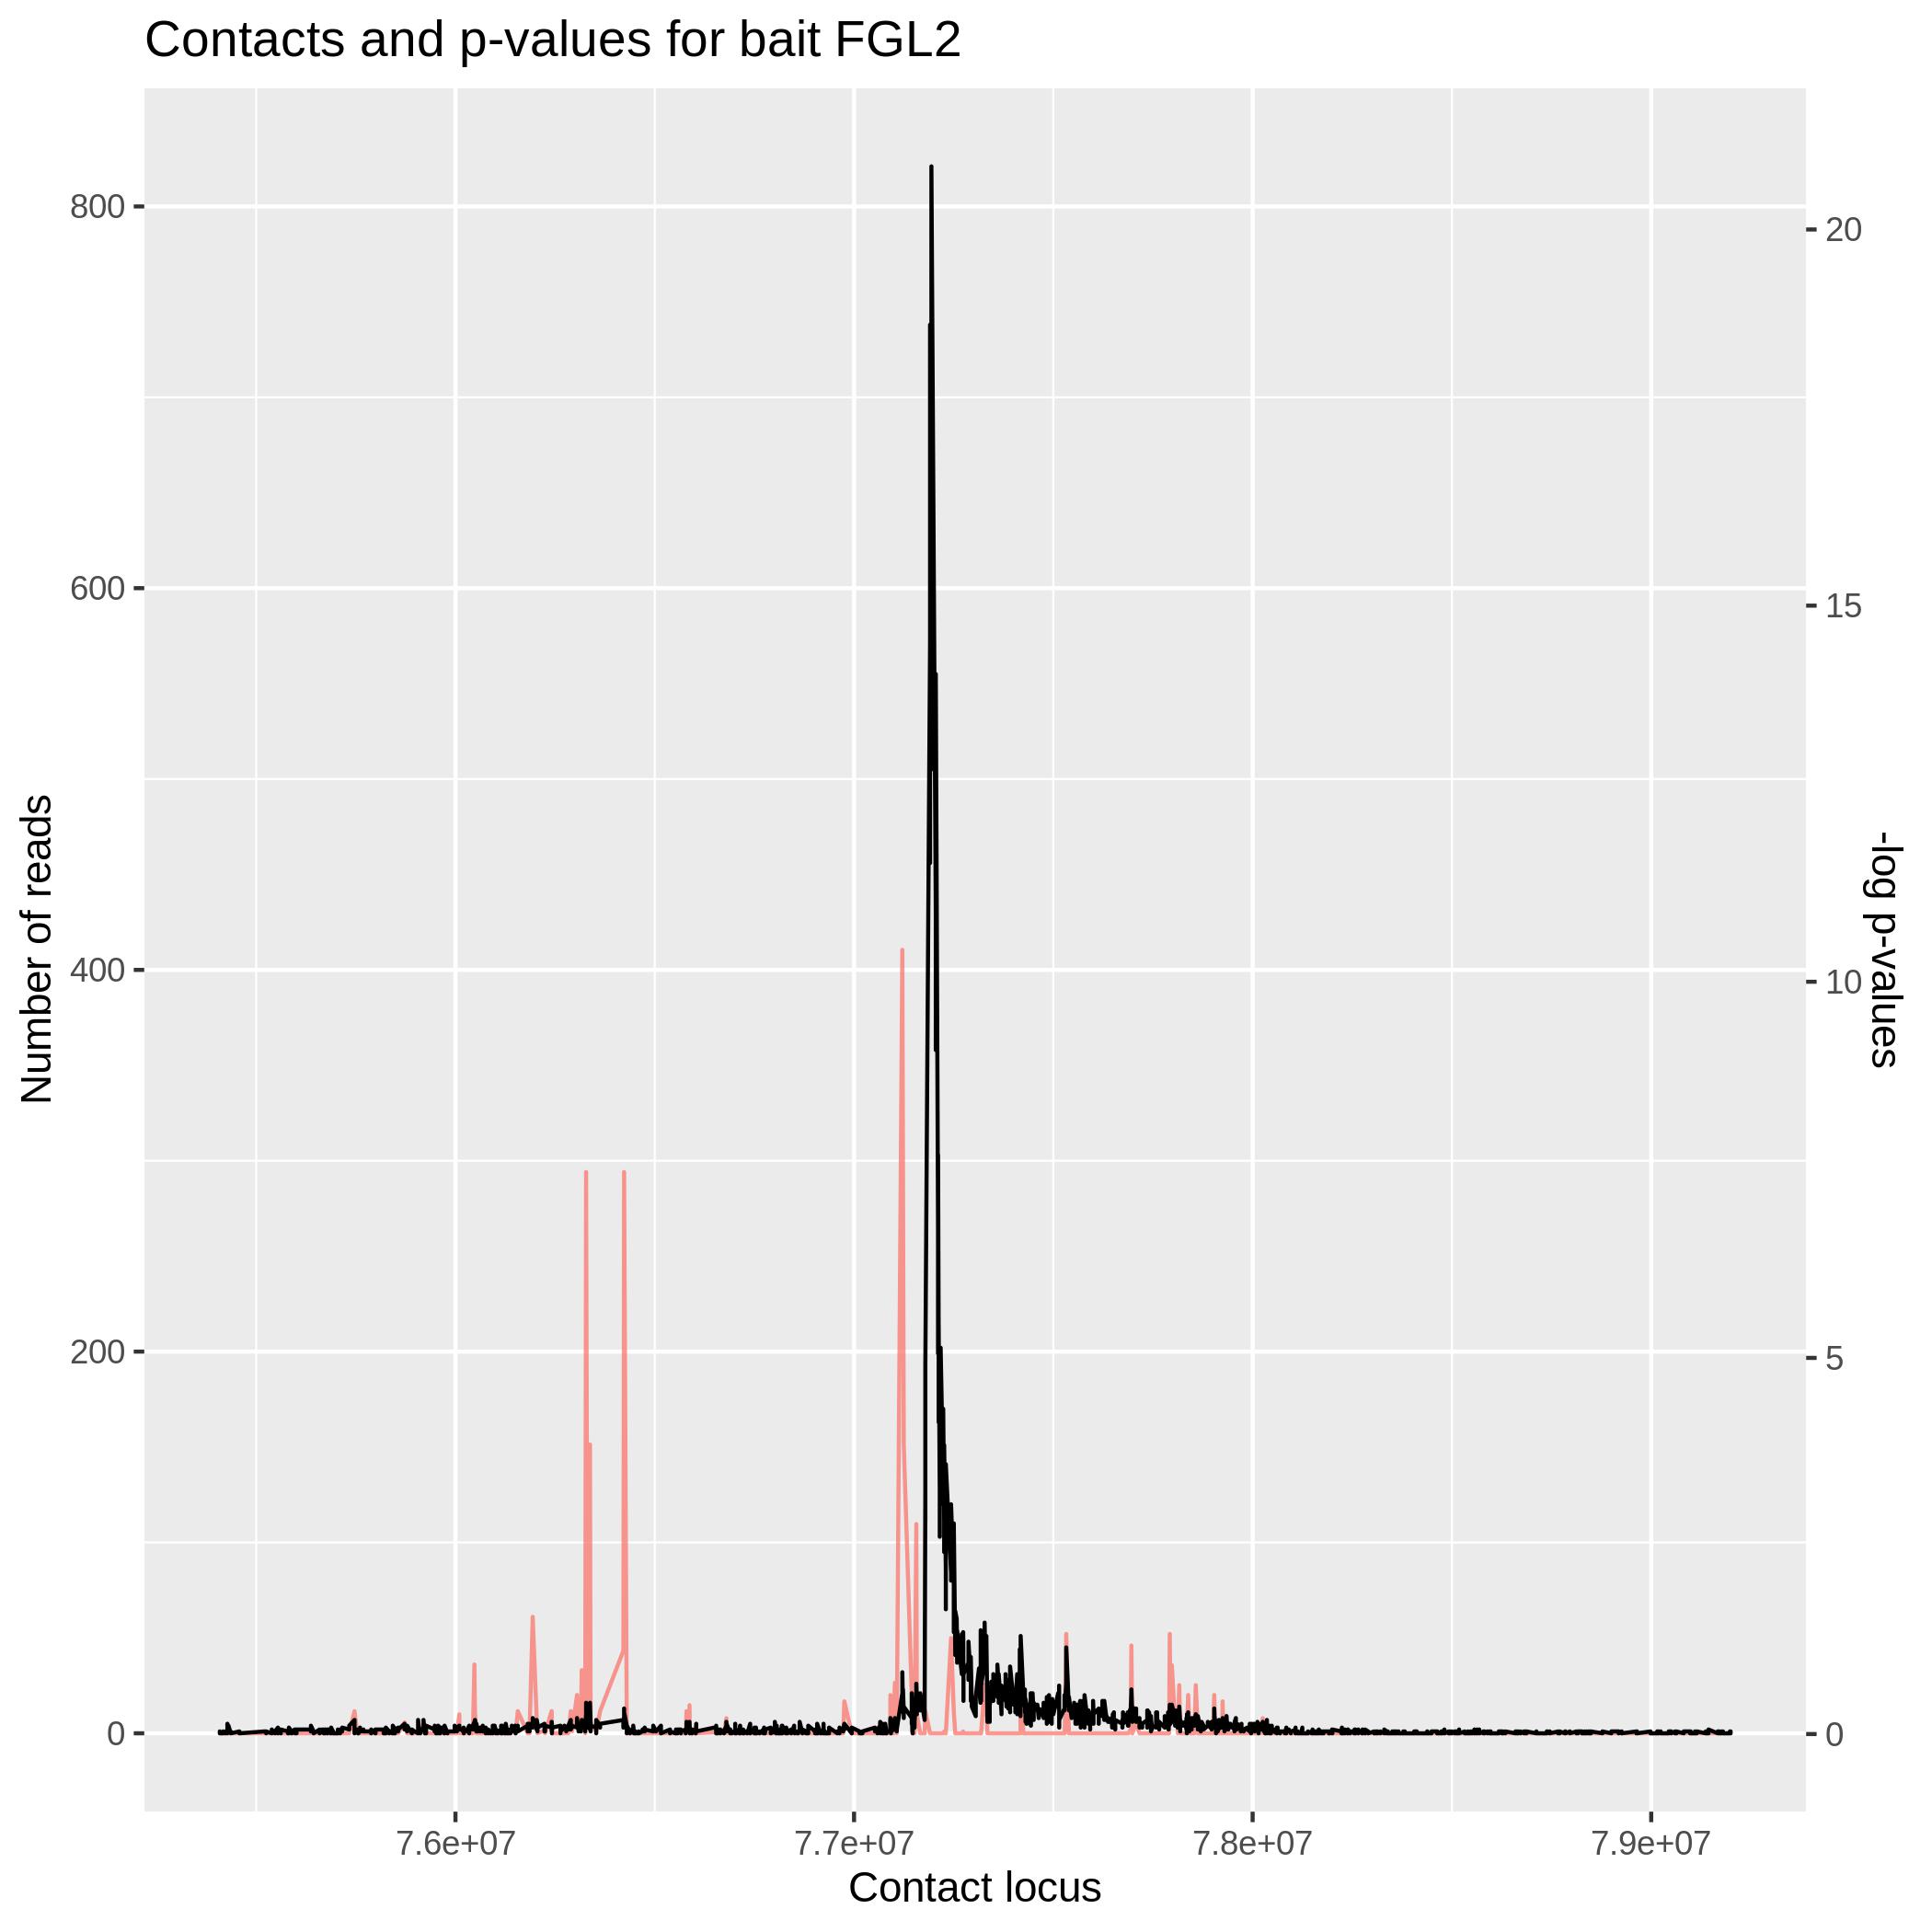 Contacts and p-values for bait FGL2
Number of reads
800
600
400
200
0
20
15
10
5
0
-log p-values
7.6e+07 7.7e+07 7.8e+07 7.9e+07
Contact locus